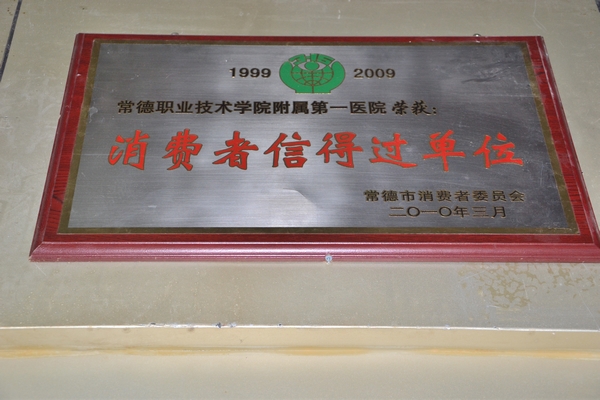 1999 2009
常德职业技术学院附属第一医院 荣获:
消费者信得过单位
常德市消费者委员会
二〇一〇年三月